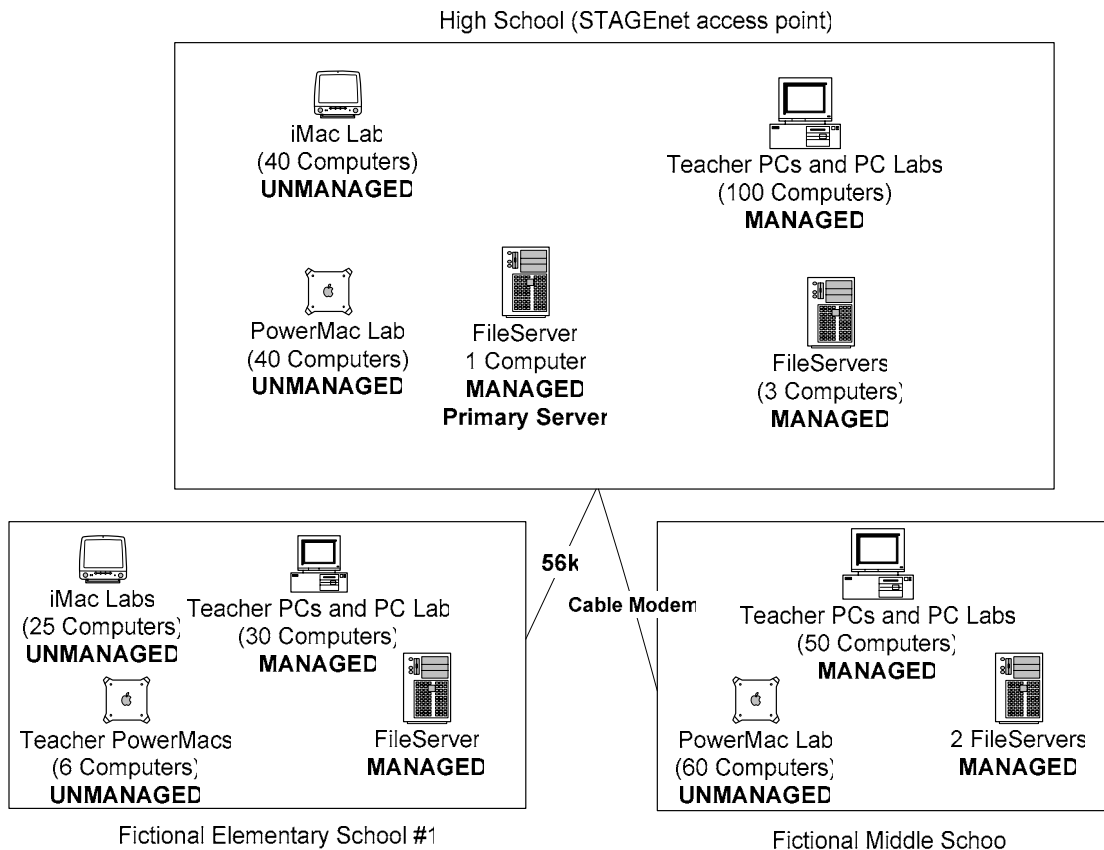 High School (STAGEnet access point)
iMac Lab
(40 Computers)
UNMANAGED
Teacher PCs and PC Labs
(100 Computers)
MANAGED
PowerMac Lab
(40 Computers)
UNMANAGED
FileServer
1 Computer
MANAGED
Primary Server
FileServers
(3 Computers)
MANAGED
56k
Cable Modem
iMac Labs
(25 Computers)
UNMANAGED
Teacher PCs and PC Lab
(30 Computers)
MANAGED
Teacher PowerMacs
(6 Computers)
UNMANAGED
FileServer
MANAGED
Fictional Elementary School #1
Teacher PCs and PC Labs
(50 Computers)
MANAGED
PowerMac Lab
(60 Computers)
UNMANAGED
2 FileServers
MANAGED
Fictional Middle Schoo